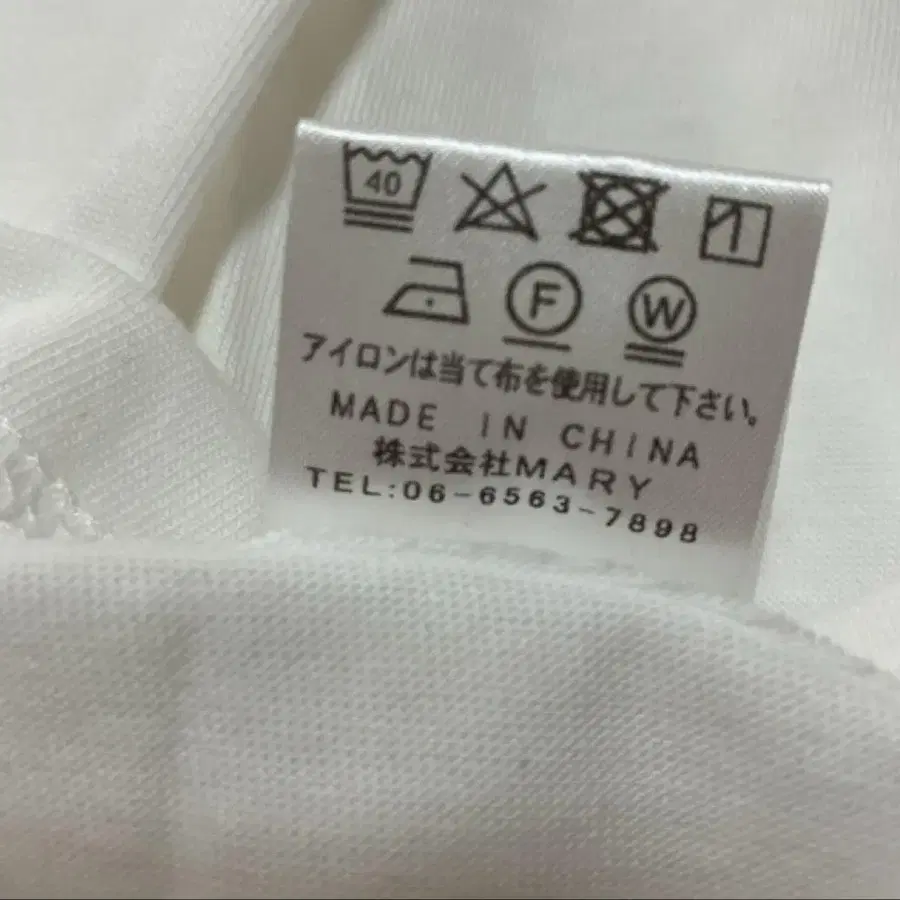 40
F W
アイロンは当て布を使用して下さい。
MADE IN CHINA
株式会社MARY
TEL:06-6563-7898